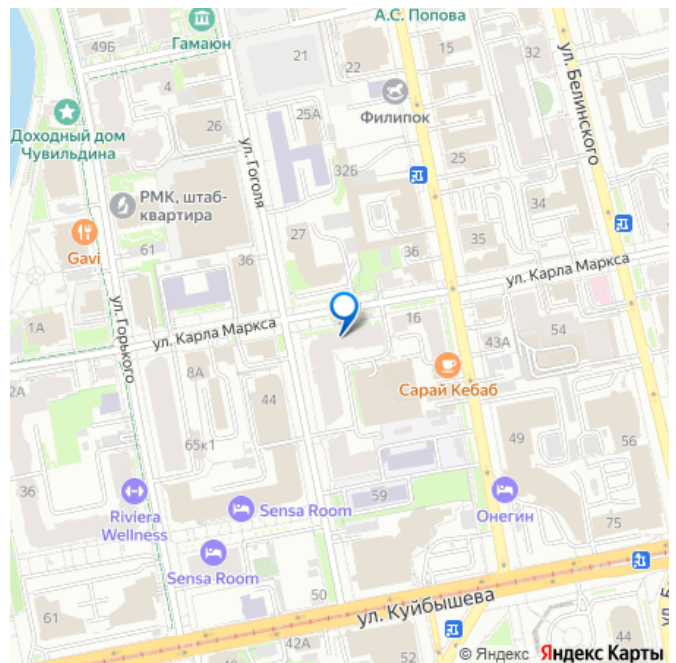 А.С. Попова
Гамаюн
49Б
21
22
15
32
ул. Белинского
4
Филипок
Доходный дом
Чувильдина
26
25А
ул. Гоголя
32Б
25
РМК, штаб-
квартира
34
27
35
Gavi
61
36
36
ул. Карла Маркса
ул. Горького
1А
ул. Карла Маркса
16
43А
54
8А
Сарай Кебаб
2А
44
65к1
49
56
36
59
Riviera
Wellness
Sensa Room
Онегин
75
Sensa Room
50
ул. Куйбышева
61
42А
44
© Яндекс Яндекс Карты